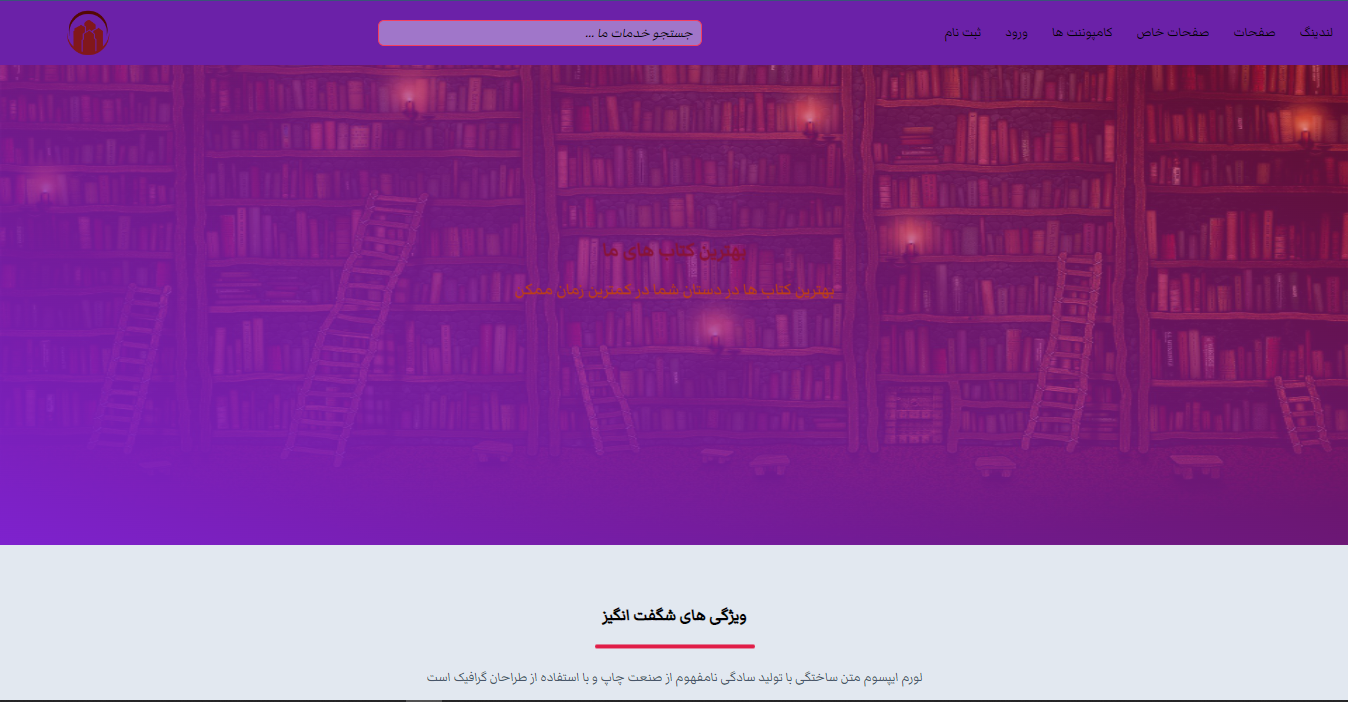 لندینگ صفحات صفحات خاص کامپوننت ها ورود ثبت نام
جستجو خدمات ما ...
بهترین کتاب های ما
بهترین کتاب ها در دستان شما در کمترین زمان ممکن
ویژگی های شگفت انگیز
لورم ایپسوم متن ساختگی با تولید سادگی نامفهوم از صنعت چاپ و با استفاده از طراحان گرافیک است